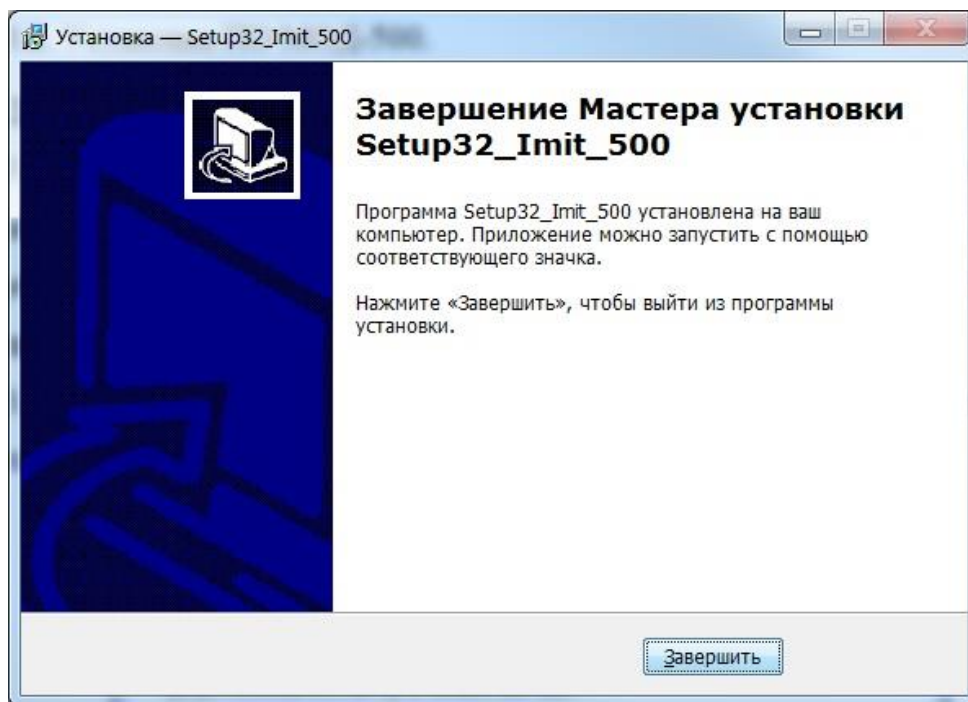 Установка — Setup32_Imit_500
Завершение Мастера установки
Setup32_Imit_500
Программа Setup32_Imit_500 установлена на ваш
компьютер. Приложение можно запустить с помощью
соответствующего значка.
Нажмите «Завершить», чтобы выйти из программы
установки.
Завершить